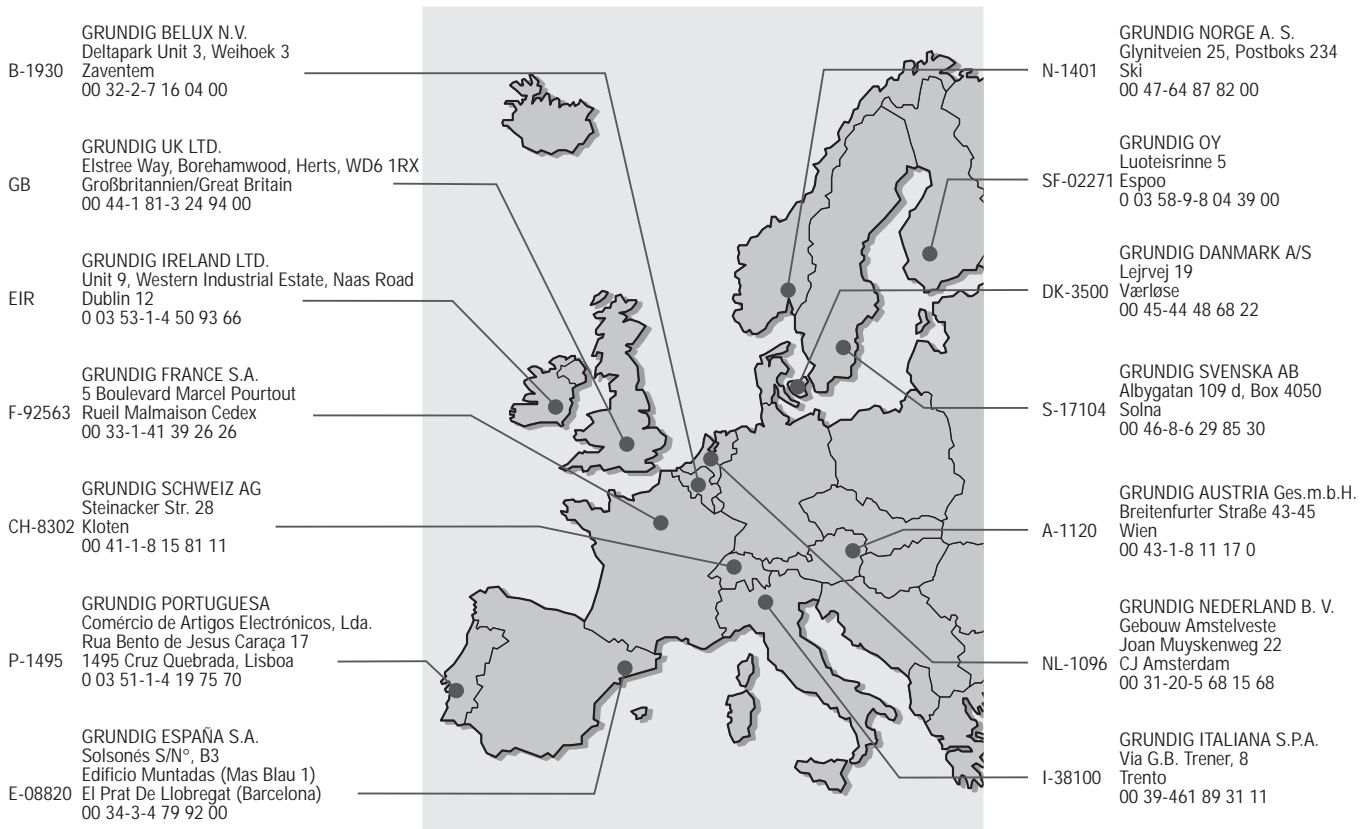 GRUNDIG BELUX N.V.
Deltapark Unit 3, Weihoek 3
B-1930 Zaventem
00 32-2-7 16 04 00
GRUNDIG UK LTD.
Elstree Way, Borehamwood, Herts, WD6 1RX
GB Großbritannien/Great Britain
00 44-1 81-3 24 94 00
GRUNDIG IRELAND LTD.
Unit 9, Western Industrial Estate, Naas Road
EIR Dublin 12
0 03 53-1-4 50 93 66
GRUNDIG FRANCE S.A.
5 Boulevard Marcel Pourtout
F-92563 Rueil Malmaison Cedex
00 33-1-41 39 26 26
GRUNDIG SCHWEIZ AG
Steinacker Str. 28
CH-8302 Kloten
00 41-1-8 15 81 11
GRUNDIG PORTUGUESA
Comércio de Artigos Electrónicos, Lda.
Rua Bento de Jesus Caraça 17
P-1495 1495 Cruz Quebrada, Lisboa
0 03 51-1-4 19 75 70
GRUNDIG ESPAÑA S.A.
Solsonés S/N°, B3
Edificio Muntadas (Mas Blau 1)
E-08820 El Prat De Llobregat (Barcelona)
00 34-3-4 79 92 00
GRUNDIG NORGE A. S.
Glynitveien 25, Postboks 234
N-1401 Ski
00 47-64 87 82 00
GRUNDIG OY
Luoteisrinne 5
SF-02271 Espoo
0 03 58-9-8 04 39 00
GRUNDIG DANMARK A/S
Lejrvej 19
DK-3500 Værløse
00 45-44 48 68 22
GRUNDIG SVENSKA AB
Albygatan 109 d, Box 4050
S-17104 Solna
00 46-8-6 29 85 30
GRUNDIG AUSTRIA Ges.m.b.H.
Breitenfurter Straße 43-45
A-1120 Wien
00 43-1-8 11 17 0
GRUNDIG NEDERLAND B. V.
Gebouw Amstelveste
Joan Muyskenweg 22
NL-1096 CJ Amsterdam
00 31-20-5 68 15 68
GRUNDIG ITALIANA S.P.A.
Via G.B. Trener, 8
I-38100 Trento
00 39-461 89 31 11